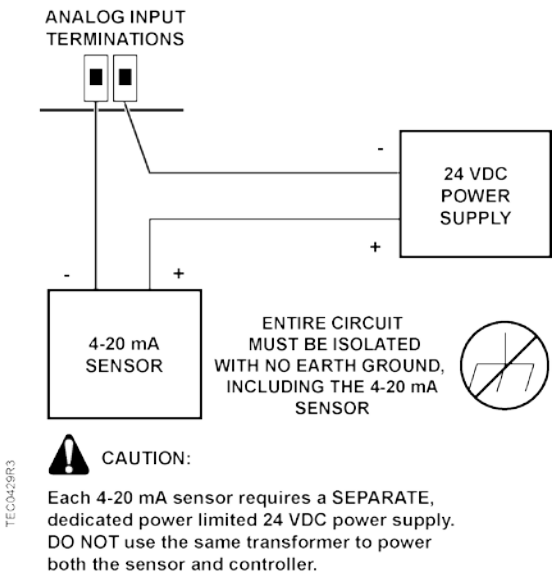 ANALOG INPUT
TERMINATIONS
-
24 VDC
POWER
SUPPLY
+
-
+
4-20 mA
SENSOR
ENTIRE CIRCUIT
MUST BE ISOLATED
WITH NO EARTH GROUND,
INCLUDING THE 4-20 mA
SENSOR
CAUTION:
Each 4-20 mA sensor requires a SEPARATE,
dedicated power limited 24 VDC power supply.
DO NOT use the same transformer to power
both the sensor and controller.
TEC0429R3